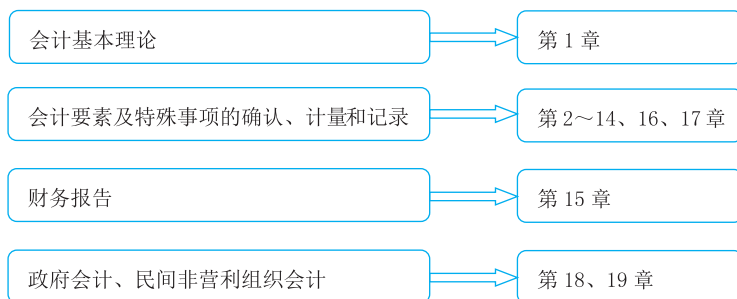 会计基本理论
第 1 章
会计要素及特殊事项的确认、计量和记录
第 2～14、16、17 章
财务报告
第 15 章
政府会计、民间非营利组织会计
第 18、19 章